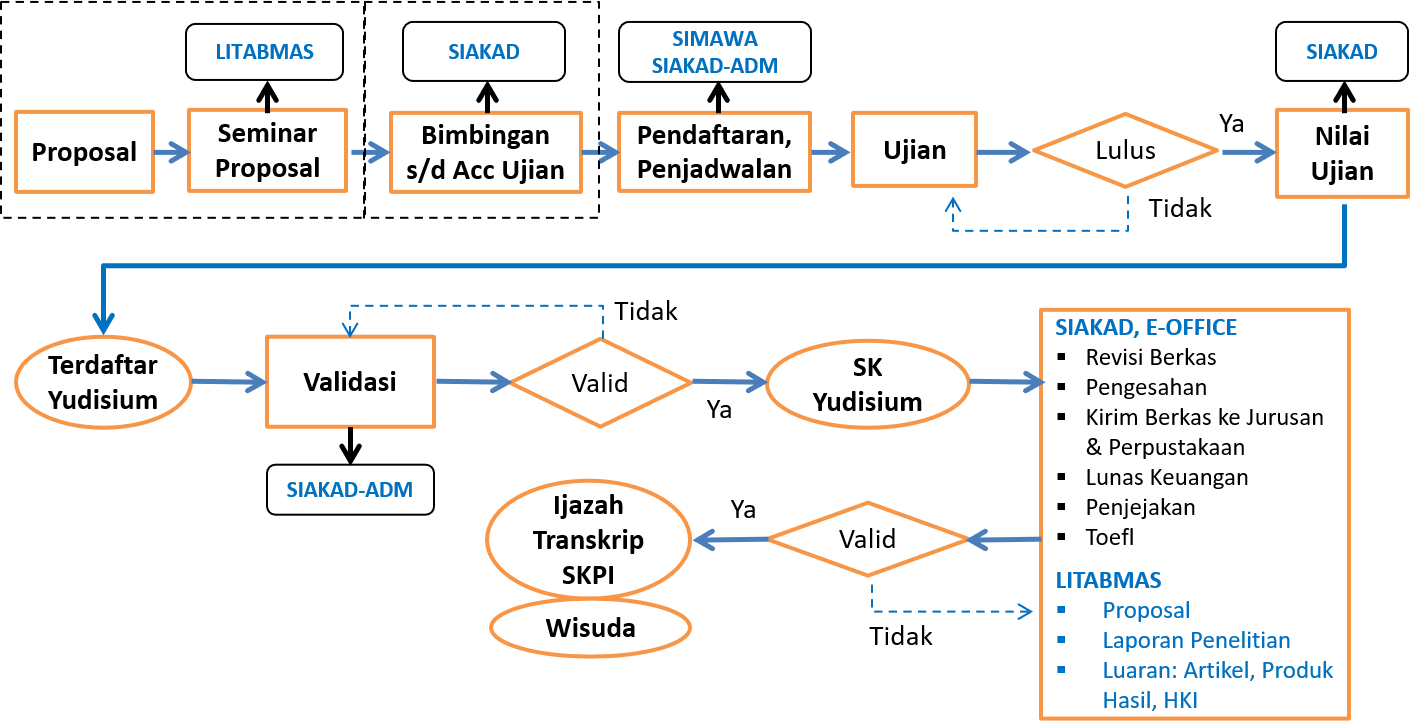 LITABMAS
SIAKAD
SIMAWA
SIAKAD-ADM
SIAKAD
Proposal
Seminar
Proposal
Bimbingan
s/d Acc Ujian
Pendaftaran,
Penjadwalan
Ujian
Lulus
Ya
Nilai
Ujian
Tidak
Terdaftar
Yudisium
Validasi
Tidak
Valid
Ya
SK
Yudisium
SIAKAD-ADM
SIAKAD, E-OFFICE
▪ Revisi Berkas
▪ Pengesahan
▪ Kirim Berkas ke Jurusan
& Perpustakaan
▪ Lunas Keuangan
▪ Penjejakan
▪ Toefl
LITABMAS
▪ Proposal
▪ Laporan Penelitian
▪ Luaran: Artikel, Produk
Hasil, HKI
Valid
Ya
Tidak
Ijazah
Transkrip
SKPI
Wisuda